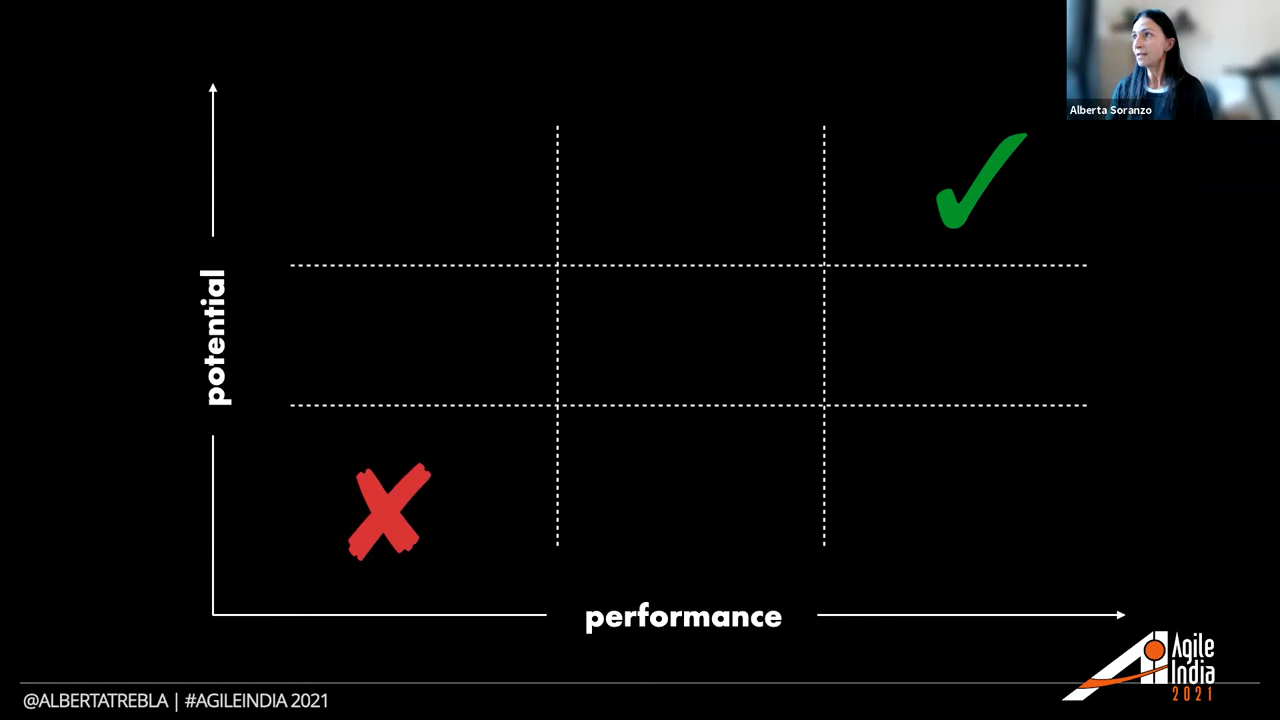 Alberta Soranzo
potential
performance
@ALBERTATREBLA | #AGILEINDIA 2021
Agile
India
2021